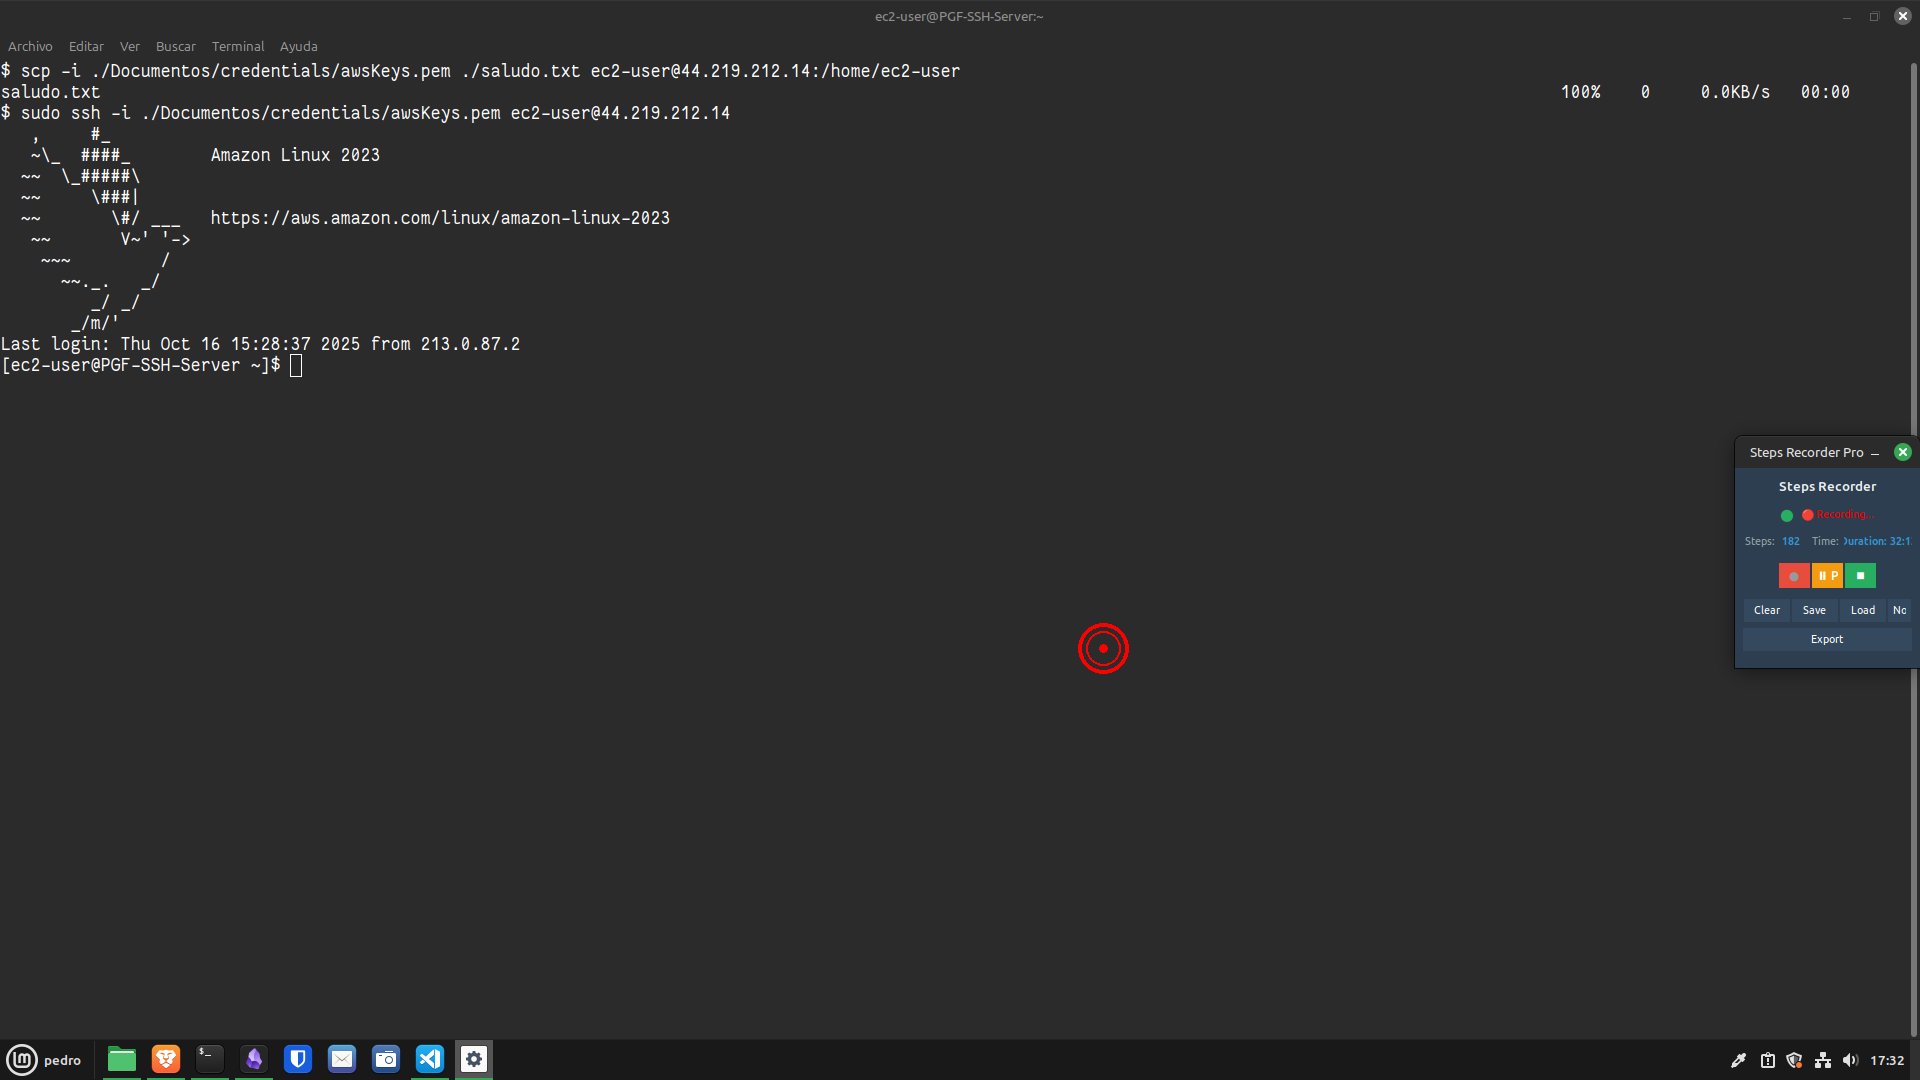 ec2-user@PGF-SSH-Server:~
Archivo Editar Ver Buscar Terminal Ayuda
$ scp -i ./Documentos/credentials/awsKeys.pem ./saludo.txt ec2-user@44.219.212.14:/home/ec2-user
saludo.txt 100% 0 0.0KB/s 00:00
$ sudo ssh -i ./Documentos/credentials/awsKeys.pem ec2-user@44.219.212.14
   ,     #_
   ~\_  ####_        Amazon Linux 2023
  ~~  \_#####\
  ~~     \###|
  ~~       \#/ ___   https://aws.amazon.com/linux/amazon-linux-2023
   ~~       V~' '->
    ~~~         /
      ~~._.   _/
         _/ _/
       _/m/'
Last login: Thu Oct 16 15:28:37 2025 from 213.0.87.2
[ec2-user@PGF-SSH-Server ~]$
Steps Recorder Pro
Steps Recorder
Recording...
Steps: 182 Time: Duration: 32:1
P
Clear Save Load No
Export
pedro
$_
17:32